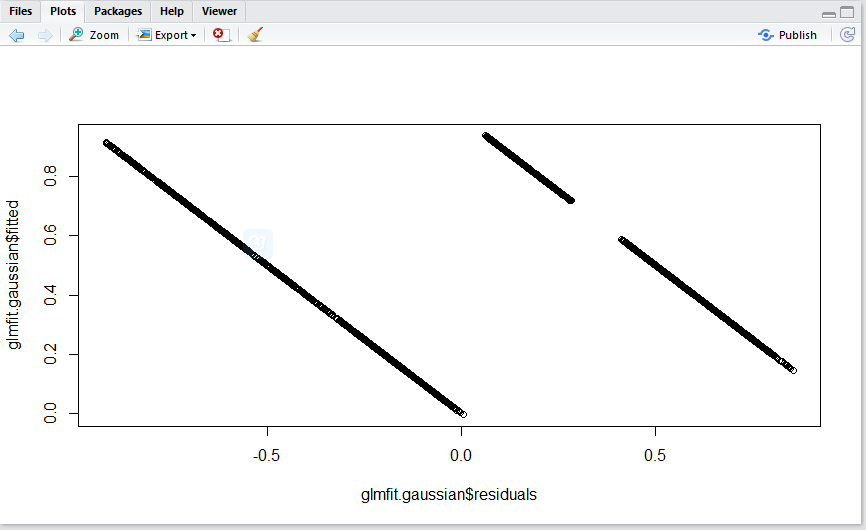 Files Plots Packages Help Viewer
Zoom Export Publish
glmfit.gaussian$fitted
0.8
0.6
0.4
0.2
0.0
-0.5 0.0 0.5
glmfit.gaussian$residuals